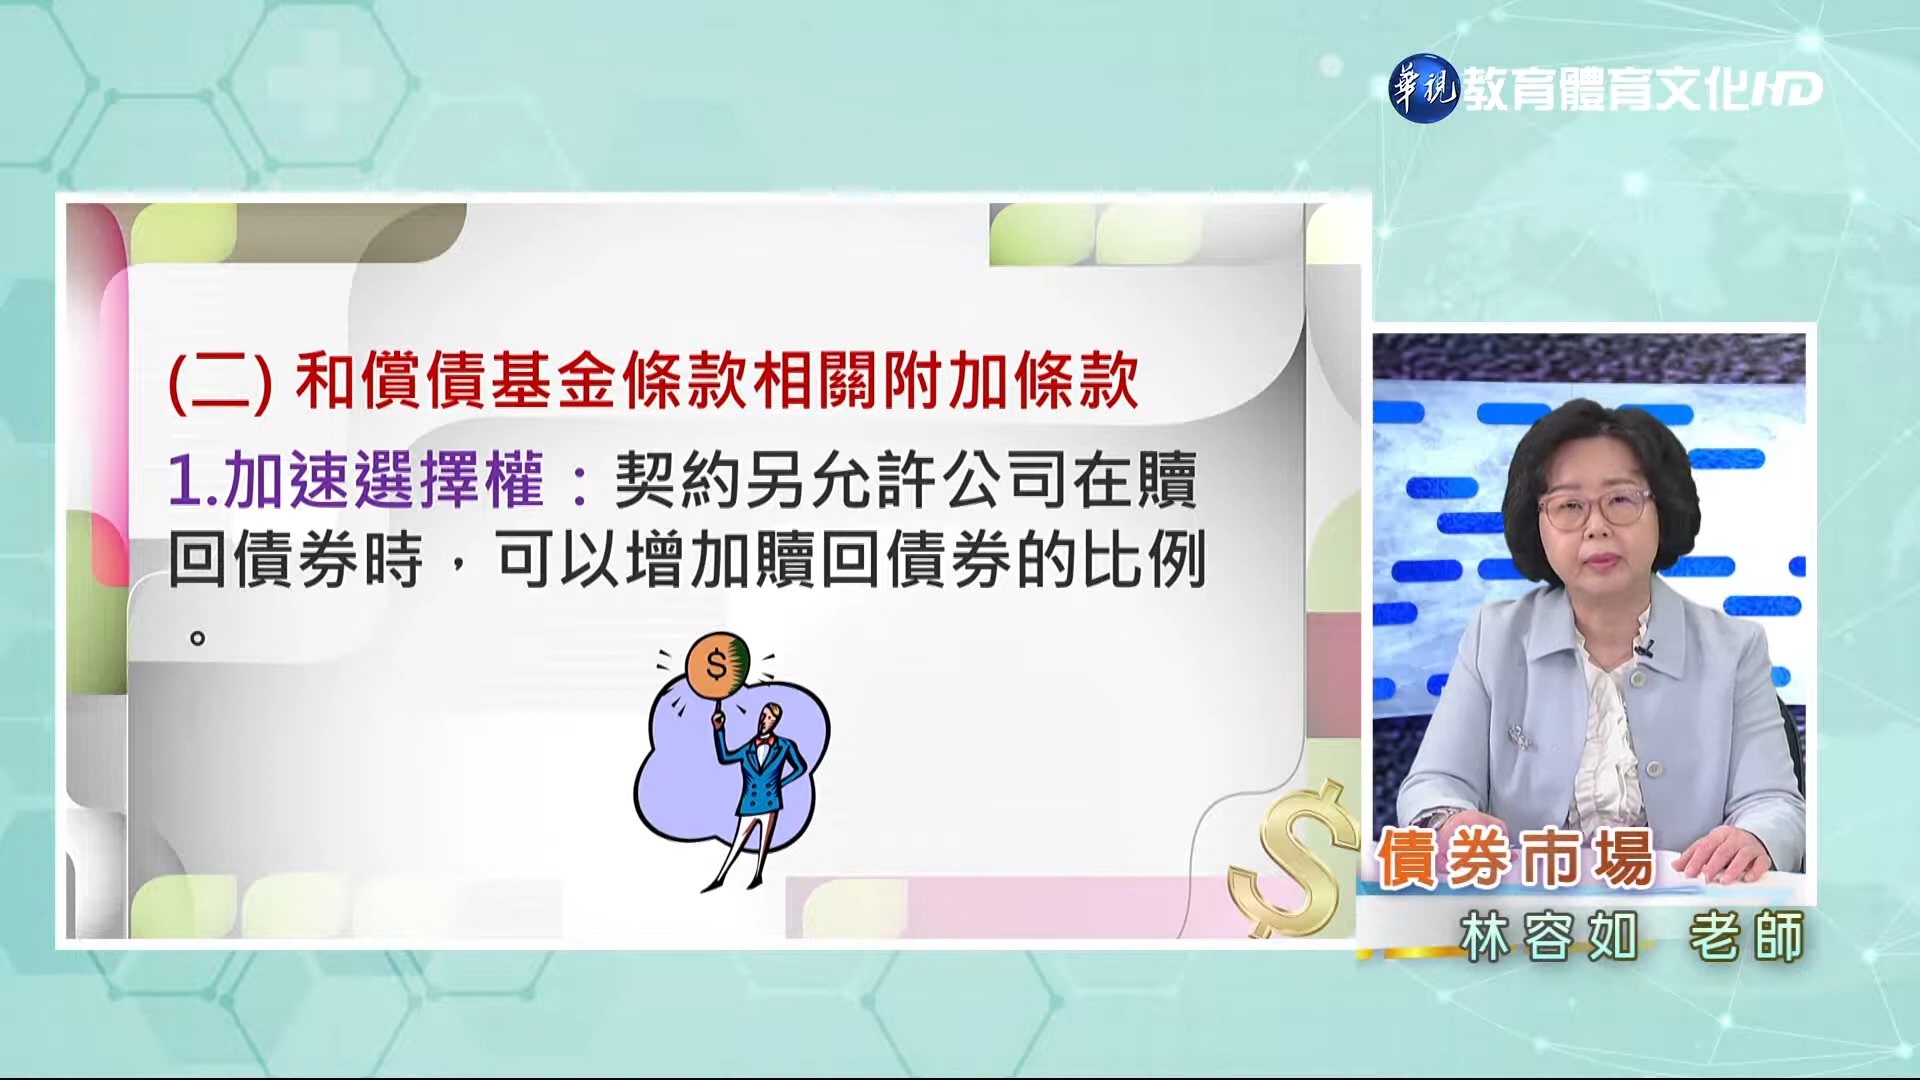 華視教育體育文化HD
(二) 和償債基金條款相關附加條款
1.加速選擇權：契約另允許公司在贖
回債券時，可以增加贖回債券的比例
。
$
$
債券市場
林容如 老師